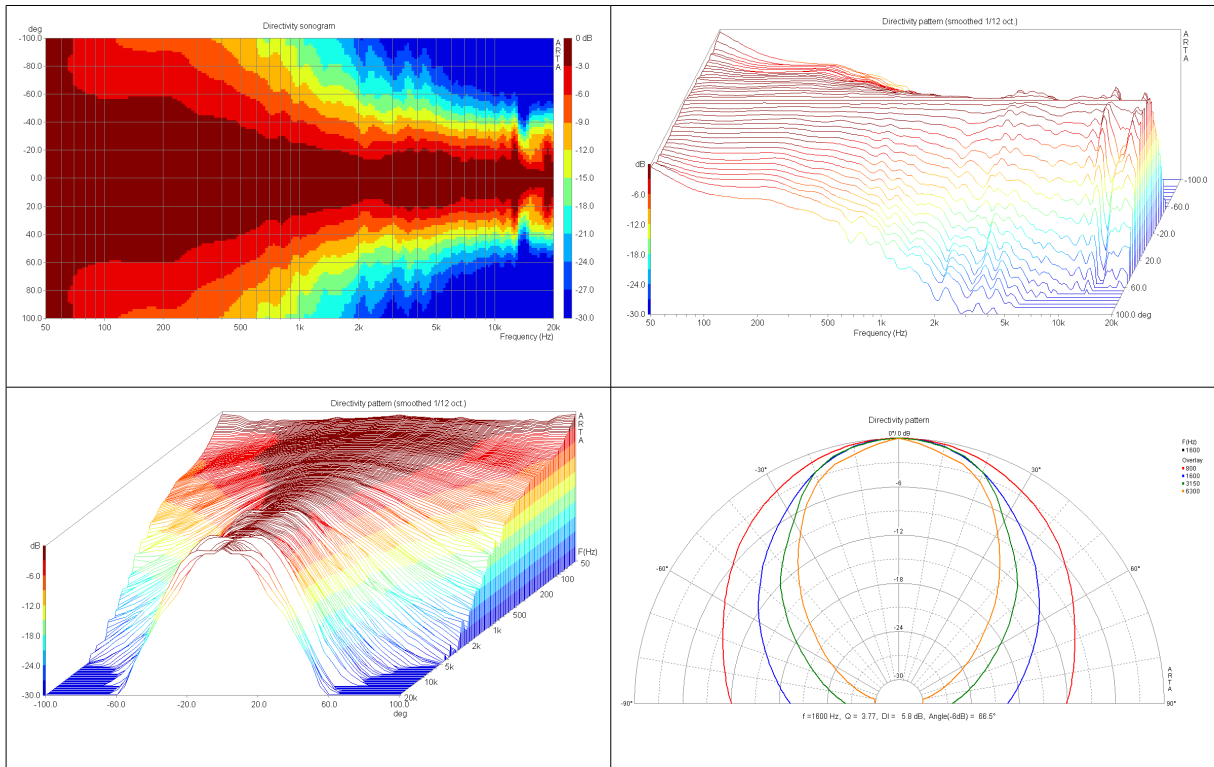 Directivity sonogram
deg
-100.0
-80.0
-60.0
-40.0
-20.0
0.0
20.0
40.0
60.0
80.0
100.0
50 100 200 500 1k 2k 5k 10k 20k
Frequency (Hz)
0 dB
-3.0
-6.0
-9.0
-12.0
-15.0
-18.0
-21.0
-24.0
-27.0
-30.0
A
R
T
A
Directivity pattern (smoothed 1/12 oct.)
A
R
T
A
dB
-6.0
-12.0
-18.0
-24.0
-30.0
-100.0
-60.0
-20.0
20.0
60.0
100.0 deg
50 100 200 500 1k 2k 5k 10k 20k
Frequency (Hz)
Directivity pattern (smoothed 1/12 oct.)
A
R
T
A
dB
-6.0
-12.0
-18.0
-24.0
-30.0
F(Hz)
50
100
200
500
1k
2k
5k
10k
20k
-100.0 -60.0 -20.0 20.0 60.0 100.0
deg
Directivity pattern
0°/ 0 dB
F(Hz)
1600
Overlay
800
1600
3150
6300
-30° 30°
-6
-12
-60° 60°
-18
-24
-30
-90° 90°
A
R
T
A
f =1600 Hz, Q = 3.77, DI = 5.8 dB, Angle(-6dB) = 66.5°